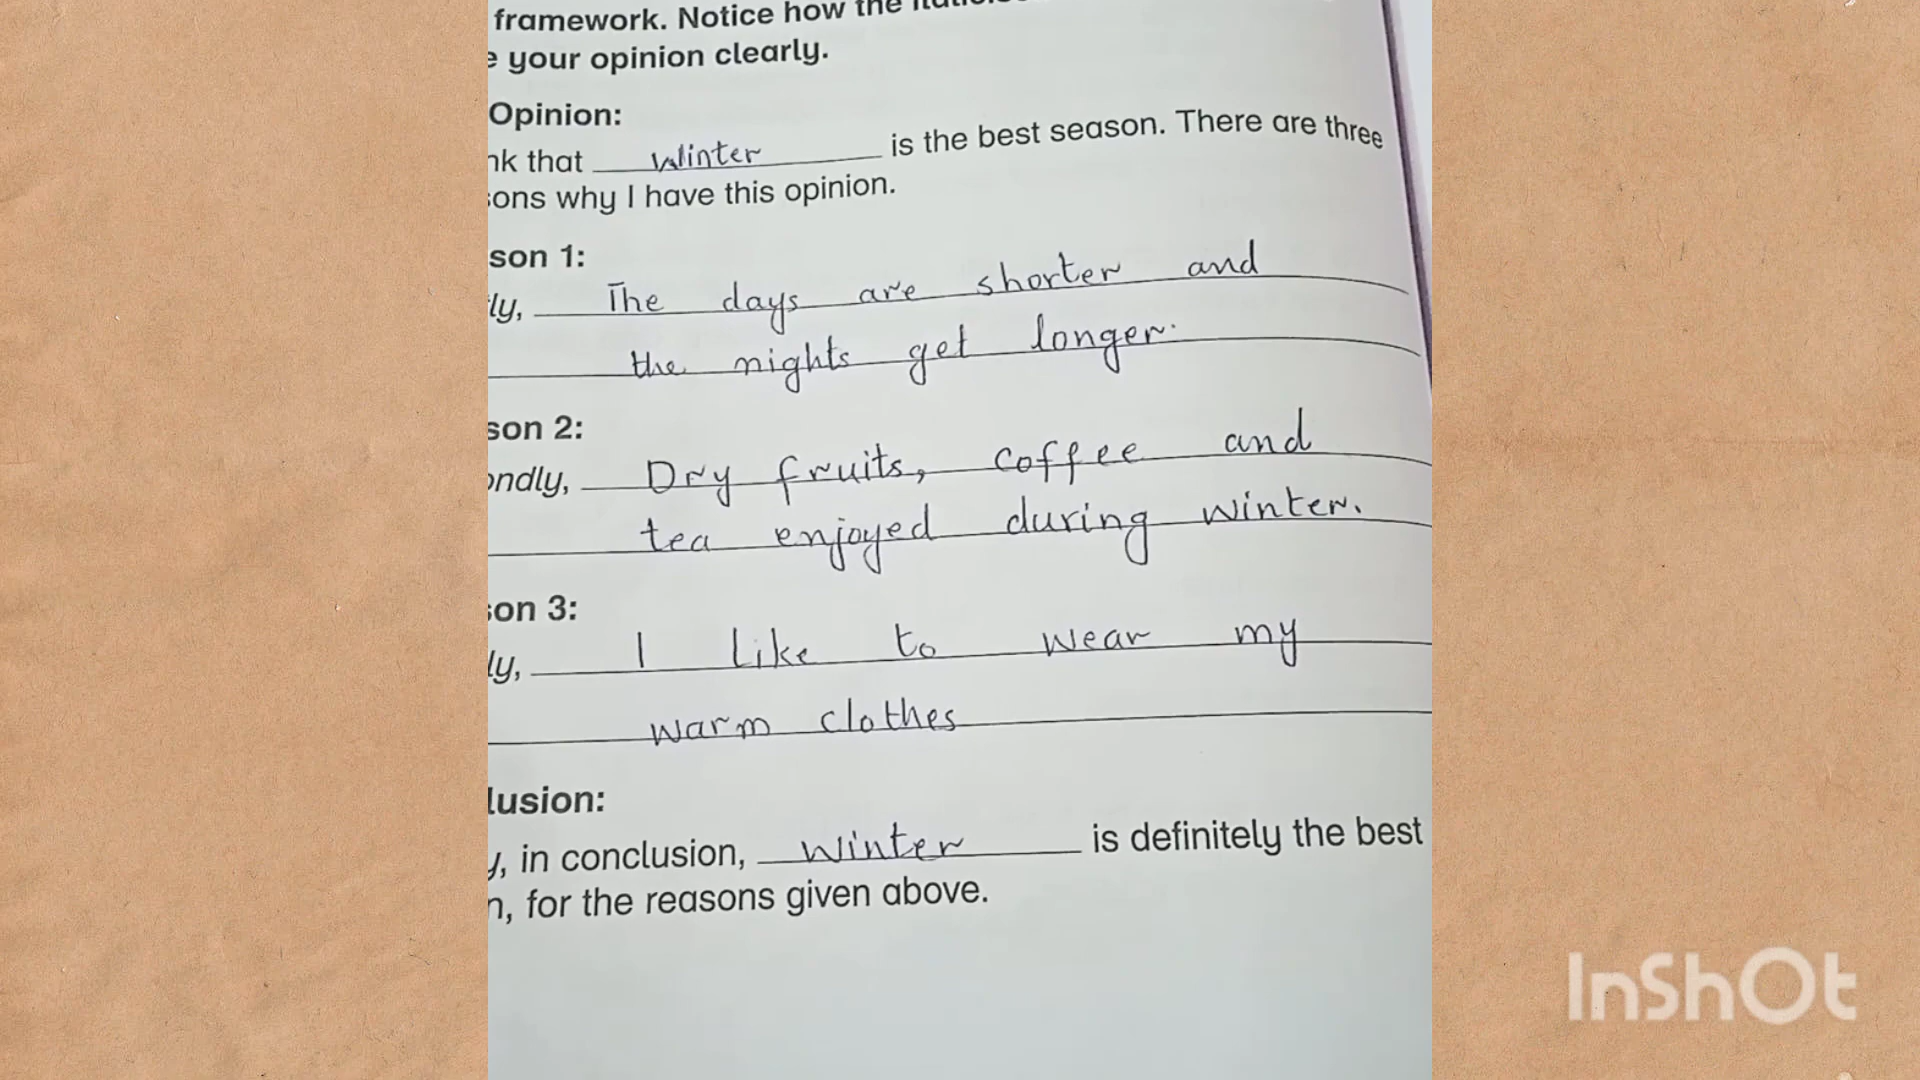 framework. Notice how the
e your opinion clearly.
Opinion:
nk that Winter is the best season. There are three
sons why I have this opinion.
son 1:
ly, The days are shorter and
the nights get longer.
son 2:
ondly, Dry fruits, coffee and
tea enjoyed during winter.
son 3:
ly, I like to wear my
warm clothes
lusion:
y, in conclusion, Winter is definitely the best
n, for the reasons given above.
InShOt